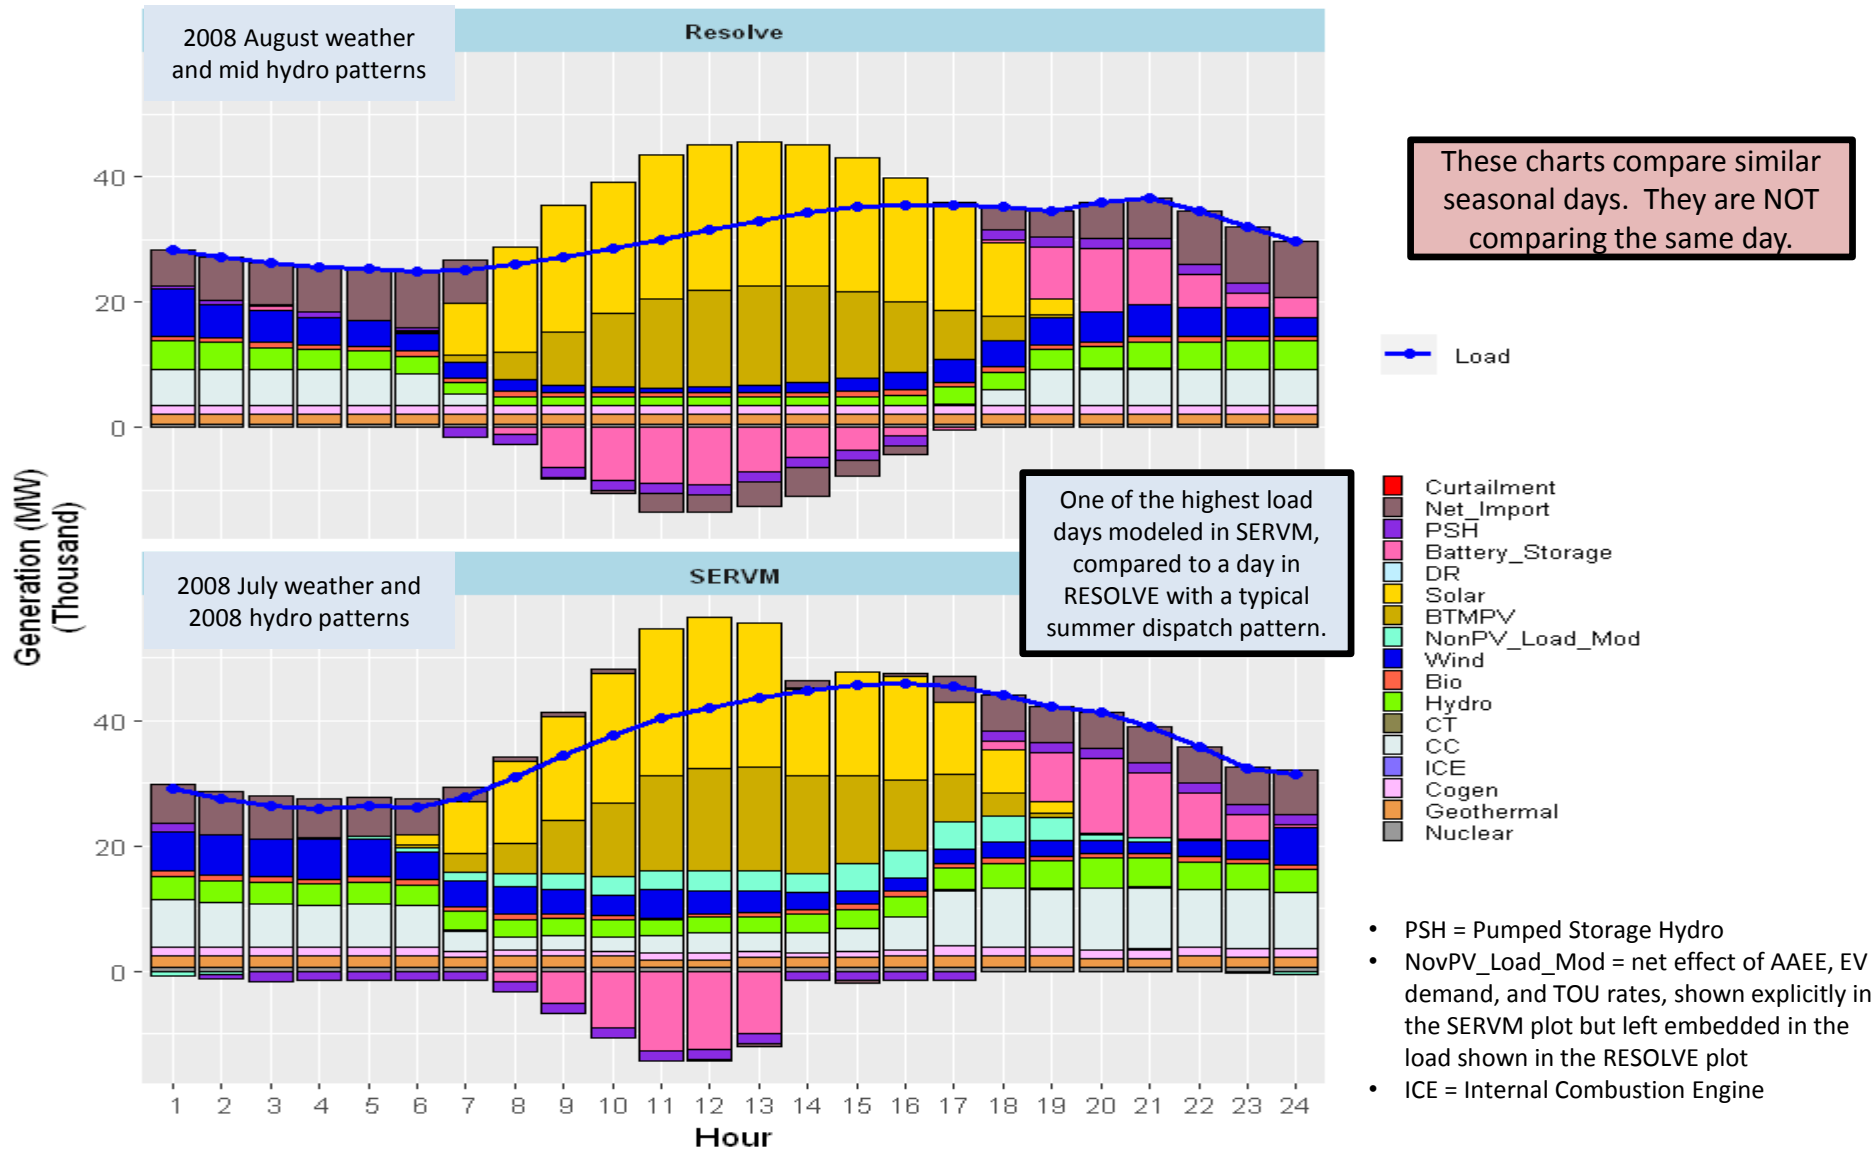 2008 August weather
and mid hydro patterns
Resolve
40
20
0
These charts compare similar
seasonal days. They are NOT
comparing the same day.
Load
Generation (MW)
(Thousand)
One of the highest load
days modeled in SERVM,
compared to a day in
RESOLVE with a typical
summer dispatch pattern.
2008 July weather and
2008 hydro patterns
SERVM
40
20
0
Curtailment
Net_Import
PSH
Battery_Storage
DR
Solar
BTMPV
NonPV_Load_Mod
Wind
Bio
Hydro
CT
CC
ICE
Cogen
Geothermal
Nuclear
• PSH = Pumped Storage Hydro
• NovPV_Load_Mod = net effect of AAEE, EV
demand, and TOU rates, shown explicitly in
the SERVM plot but left embedded in the
load shown in the RESOLVE plot
• ICE = Internal Combustion Engine
1 2 3 4 5 6 7 8 9 10 11 12 13 14 15 16 17 18 19 20 21 22 23 24
Hour